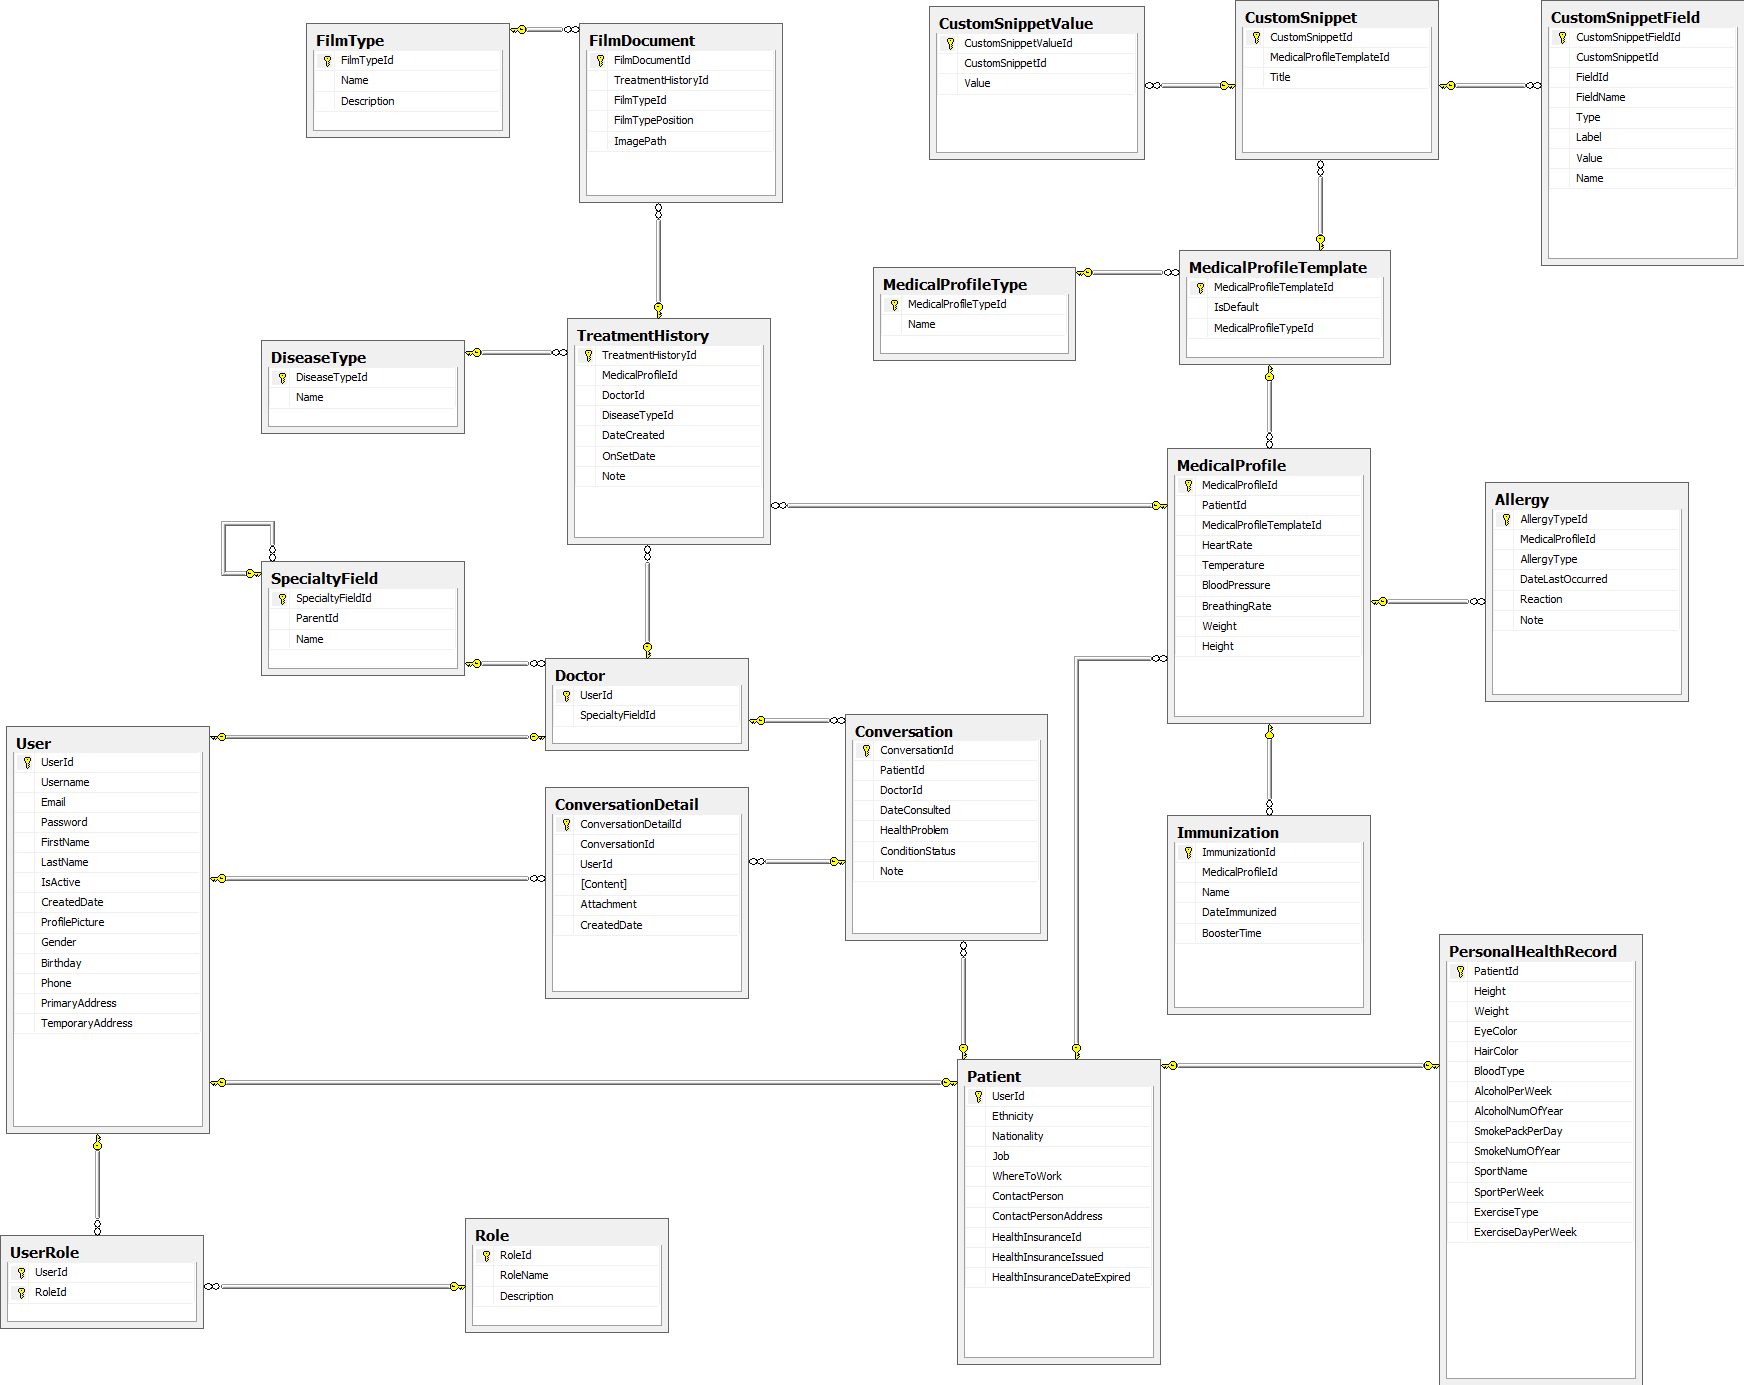 FilmType
FilmTypeId
Name
Description
FilmDocument
FilmDocumentId
TreatmentHistoryId
FilmTypeId
FilmTypePosition
ImagePath
CustomSnippetValue
CustomSnippetValueId
CustomSnippetId
Value
CustomSnippet
CustomSnippetId
MedicalProfileTemplateId
Title
CustomSnippetField
CustomSnippetFieldId
CustomSnippetId
FieldId
FieldName
Type
Label
Value
Name
MedicalProfileType
MedicalProfileTypeId
Name
MedicalProfileTemplate
MedicalProfileTemplateId
IsDefault
MedicalProfileTypeId
DiseaseType
DiseaseTypeId
Name
TreatmentHistory
TreatmentHistoryId
MedicalProfileId
DoctorId
DiseaseTypeId
DateCreated
OnSetDate
Note
MedicalProfile
MedicalProfileId
PatientId
MedicalProfileTemplateId
HeartRate
Temperature
BloodPressure
BreathingRate
Weight
Height
Allergy
AllergyTypeId
MedicalProfileId
AllergyType
DateLastOccurred
Reaction
Note
SpecialtyField
SpecialtyFieldId
ParentId
Name
Doctor
UserId
SpecialtyFieldId
User
UserId
Username
Email
Password
FirstName
LastName
IsActive
CreatedDate
ProfilePicture
Gender
Birthday
Phone
PrimaryAddress
TemporaryAddress
ConversationDetail
ConversationDetailId
ConversationId
UserId
[Content]
Attachment
CreatedDate
Conversation
ConversationId
PatientId
DoctorId
DateConsulted
HealthProblem
ConditionStatus
Note
Immunization
ImmunizationId
MedicalProfileId
Name
DateImmunized
BoosterTime
PersonalHealthRecord
PatientId
Height
Weight
EyeColor
HairColor
BloodType
AlcoholPerWeek
AlcoholNumOfYear
SmokePackPerDay
SmokeNumOfYear
SportName
SportPerWeek
ExerciseType
ExerciseDayPerWeek
Patient
UserId
Ethnicity
Nationality
Job
WhereToWork
ContactPerson
ContactPersonAddress
HealthInsuranceId
HealthInsuranceIssued
HealthInsuranceDateExpired
UserRole
UserId
RoleId
Role
RoleId
RoleName
Description